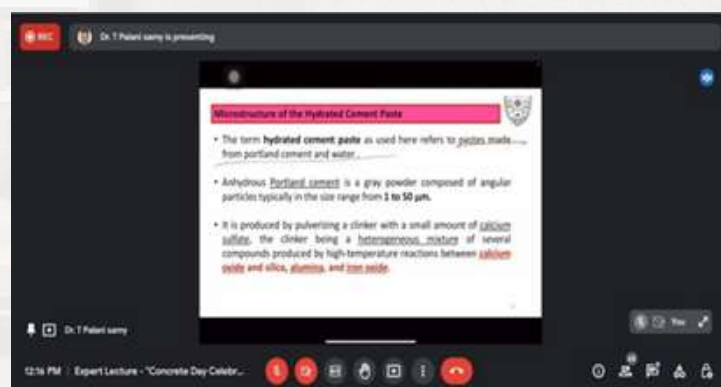 REC
Dr. T Palani samy is presenting
Microstructure of the Hydrated Cement Paste
• The term hydrated cement paste as used here refers to pastes made
from portland cement and water.
• Anhydrous Portland cement is a gray powder composed of angular
particles typically in the size range from 1 to 50 µm.
• It is produced by pulverizing a clinker with a small amount of calcium
sulfate, the clinker being a heterogeneous mixture of several
compounds produced by high-temperature reactions between calcium
oxide and silica, alumina, and iron oxide.
Dr. T Palani samy
You
12:16 PM | Expert Lecture - "Concrete Day Celebr...